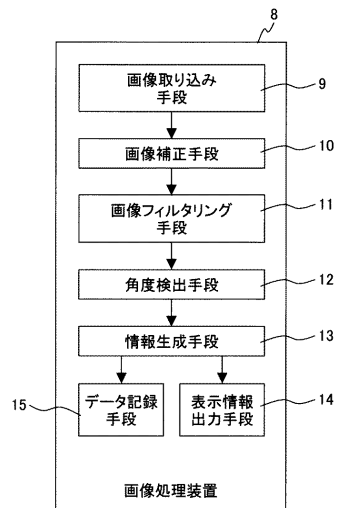 8
画像取り込み
手段
9
画像補正手段
10
画像フィルタリング
手段
11
角度検出手段
12
情報生成手段
13
15
データ記録
手段
表示情報
出力手段
14
画像処理装置